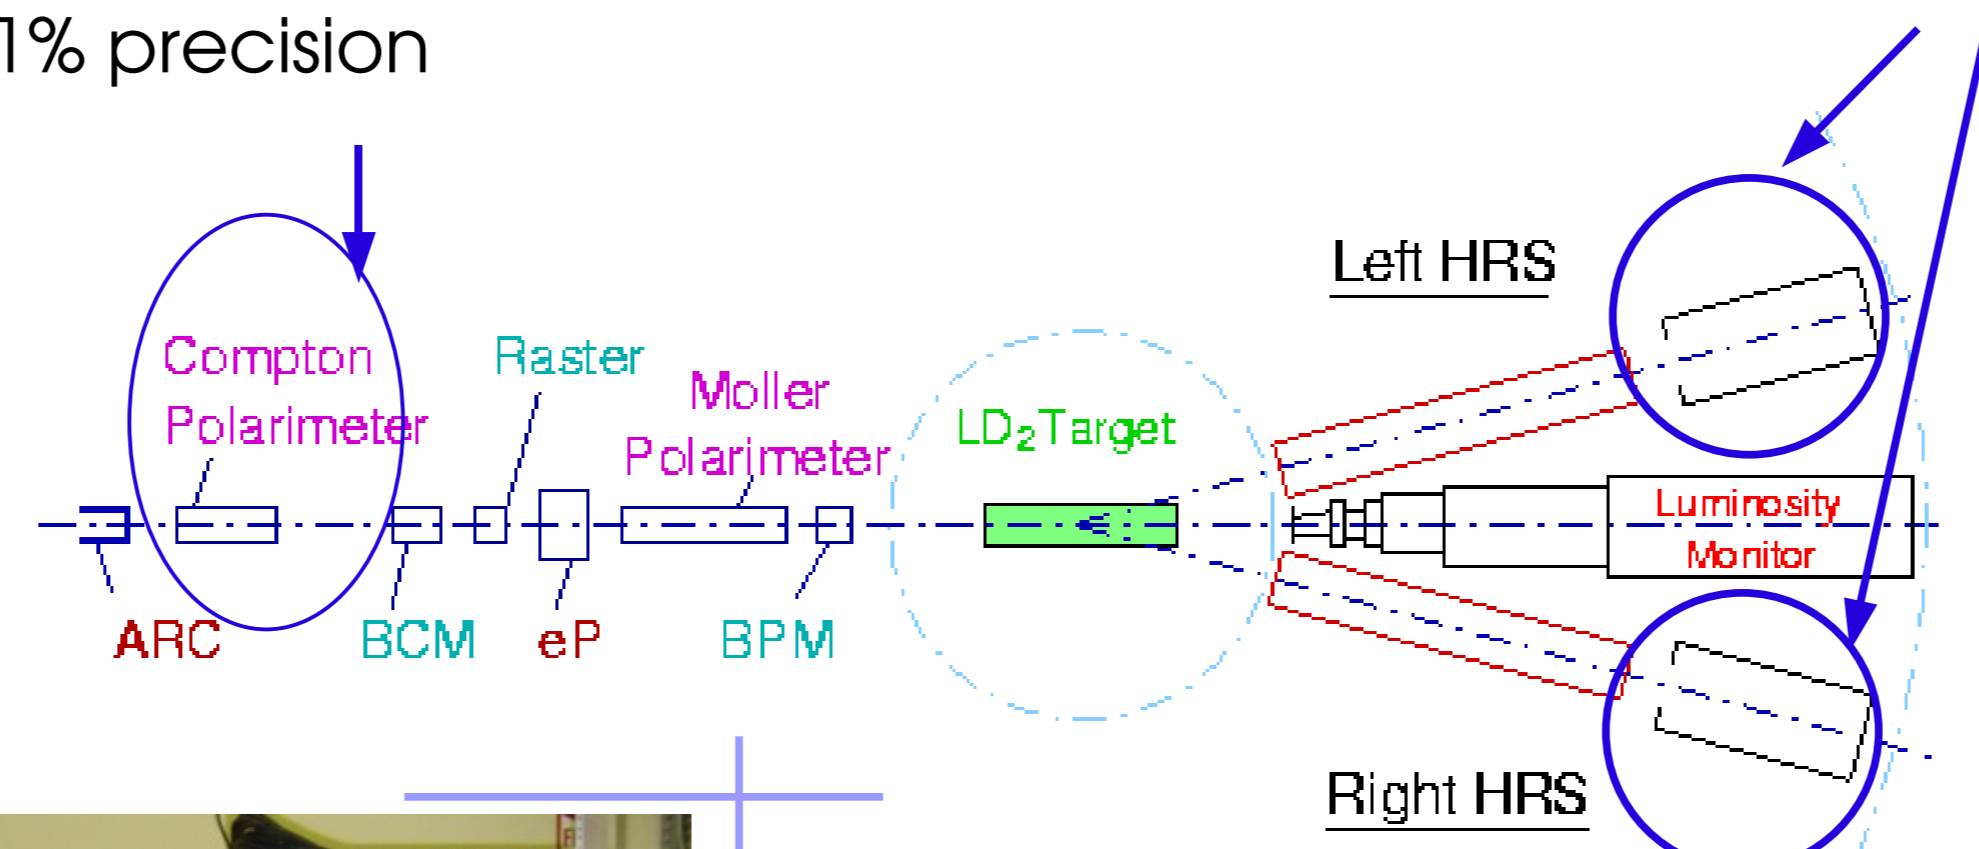 1% precision
Left HRS
Compton
Polarimeter
Raster
Moller
Polarimeter
LD₂Target
Luminosity
Monitor
ARC
BCM
eP
BPM
Right HRS